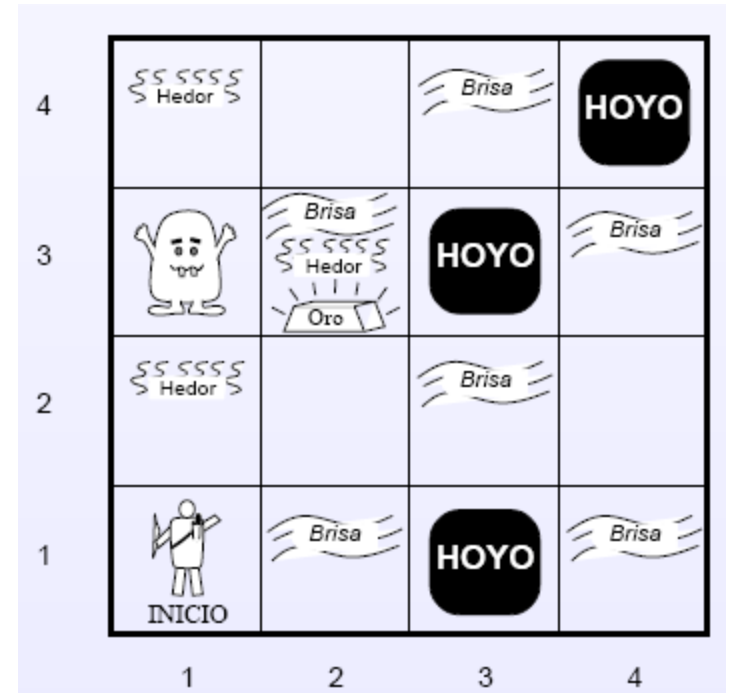 4
Hedor
Brisa
HOYO
3
Brisa
Hedor
Oro
HOYO
Brisa
2
Hedor
Brisa
1
INICIO
Brisa
HOYO
Brisa
1 2 3 4